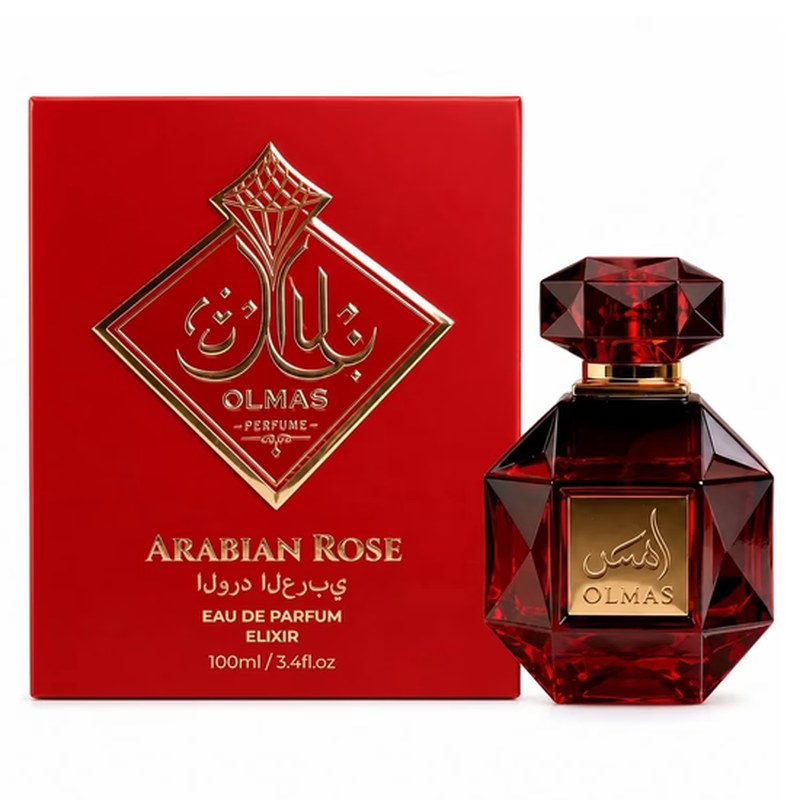 OLMAS
PERFUME
ARABIAN ROSE
الورد العربي
EAU DE PARFUM
ELIXIR
100ml / 3.4fl.oz
OLMAS